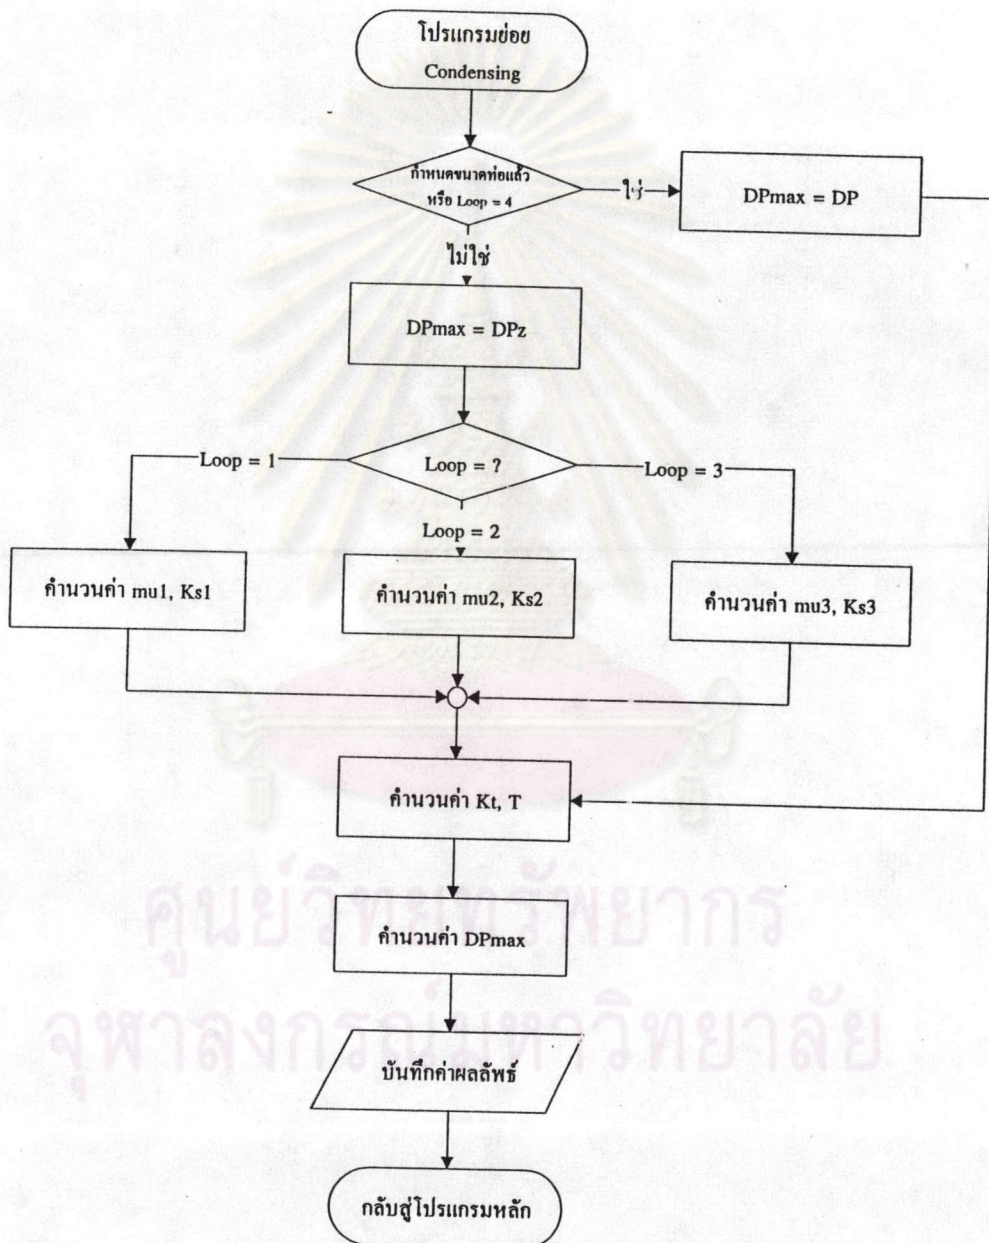 โปรแกรมย่อย
Condensing
กำหนดขนาดท่อแล้ว
หรือ Loop = 4
ใช่
DPmax = DP
ไม่ใช่
DPmax = DPz
Loop = 1
Loop = ?
Loop = 3
Loop = 2
คำนวนค่า mu1, Ks1
คำนวนค่า mu2, Ks2
คำนวนค่า mu3, Ks3
คำนวนค่า Kt, T
คำนวนค่า DPmax
บันทึกค่าผลลัพธ์
กลับสู่โปรแกรมหลัก
ศูนย์วิทยทรัพยากร
จุฬาลงกรณ์มหาวิทยาลัย